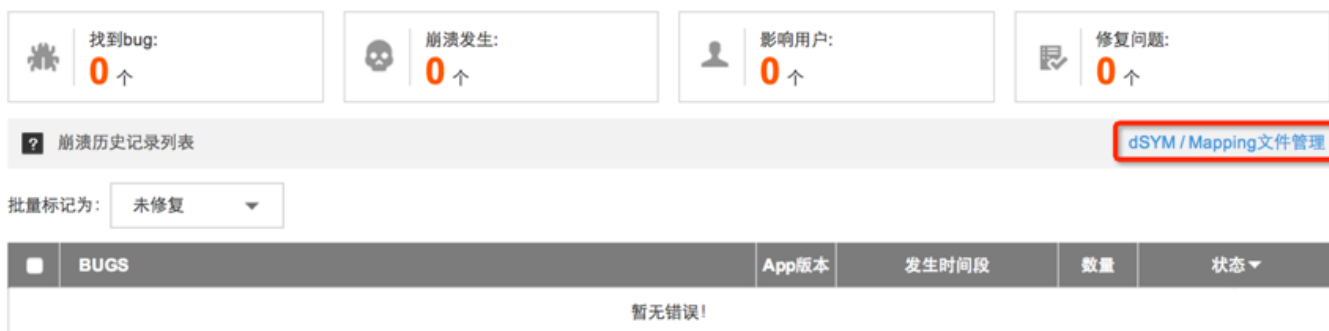 找到bug:
0 个
崩溃发生:
0 个
影响用户:
0 个
修复问题:
0 个
? 崩溃历史记录列表 dSYM / Mapping文件管理
批量标记为: 未修复
BUGS App版本 发生时间段 数量 状态
暂无错误!